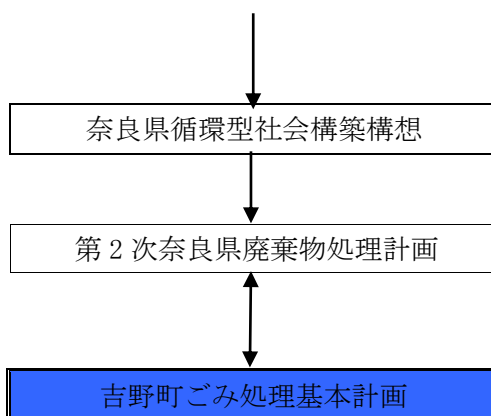 奈良県循環型社会構築構想
第2次奈良県廃棄物処理計画
吉野町ごみ処理基本計画